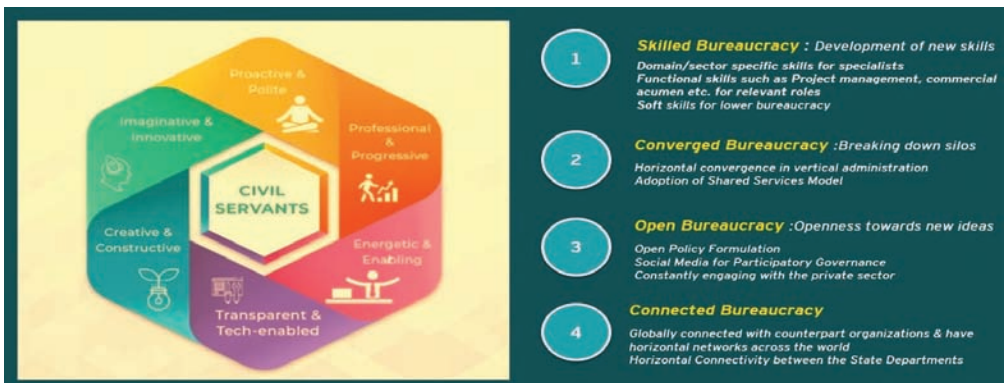 Proactive &
Polite
Professional
&
Progressive
Energetic &
Enabling
Transparent &
Tech-enabled
Creative &
Constructive
Imaginative &
Innovative
CIVIL
SERVANTS
1
Skilled Bureaucracy : Development of new skills
Domain/sector specific skills for specialists
Functional skills such as Project management, commercial
acumen etc. for relevant roles
Soft skills for lower bureaucracy
2
Converged Bureaucracy :Breaking down silos
Horizontal convergence in vertical administration
Adoption of Shared Services Model
3
Open Bureaucracy :Openness towards new ideas
Open Policy Formulation
Social Media for Participatory Governance
Constantly engaging with the private sector
4
Connected Bureaucracy
Globally connected with counterpart organizations & have
horizontal networks across the world
Horizontal Connectivity between the State Departments